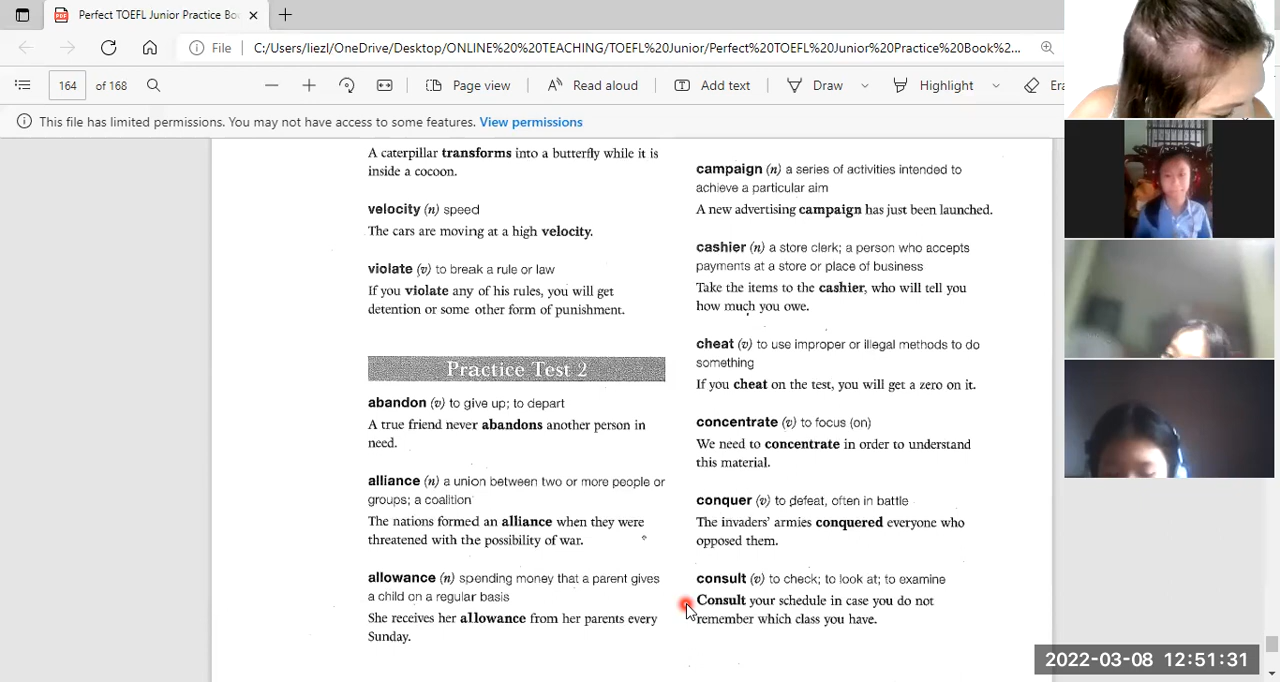 Perfect TOEFL Junior Practice Bo
File
C:/Users/liezl/OneDrive/Desktop/ONLINE%20%20TEACHING/TOEFL%20Junior/Perfect%20TOEFL%20Junior%20Practice%20Book%2...
164 of 168
Page view
Read aloud
Add text
Draw
Highlight
Era
This file has limited permissions. You may not have access to some features. View permissions
A caterpillar transforms into a butterfly while it is
inside a cocoon.
velocity (n) speed
The cars are moving at a high velocity.
violate (v) to break a rule or law
If you violate any of his rules, you will get
detention or some other form of punishment.
Practice Test 2
abandon (v) to give up; to depart
A true friend never abandons another person in
need.
alliance (n) a union between two or more people or
groups; a coalition
The nations formed an alliance when they were
threatened with the possibility of war.
allowance (n) spending money that a parent gives
a child on a regular basis
She receives her allowance from her parents every
Sunday.
campaign (n) a series of activities intended to
achieve a particular aim
A new advertising campaign has just been launched.
cashier (n) a store clerk; a person who accepts
payments at a store or place of business
Take the items to the cashier, who will tell you
how much you owe.
cheat (v) to use improper or illegal methods to do
something
If you cheat on the test, you will get a zero on it.
concentrate (v) to focus (on)
We need to concentrate in order to understand
this material.
conquer (v) to defeat, often in battle
The invaders' armies conquered everyone who
opposed them.
consult (v) to check; to look at; to examine
Consult your schedule in case you do not
remember which class you have.
2022-03-08 12:51:31